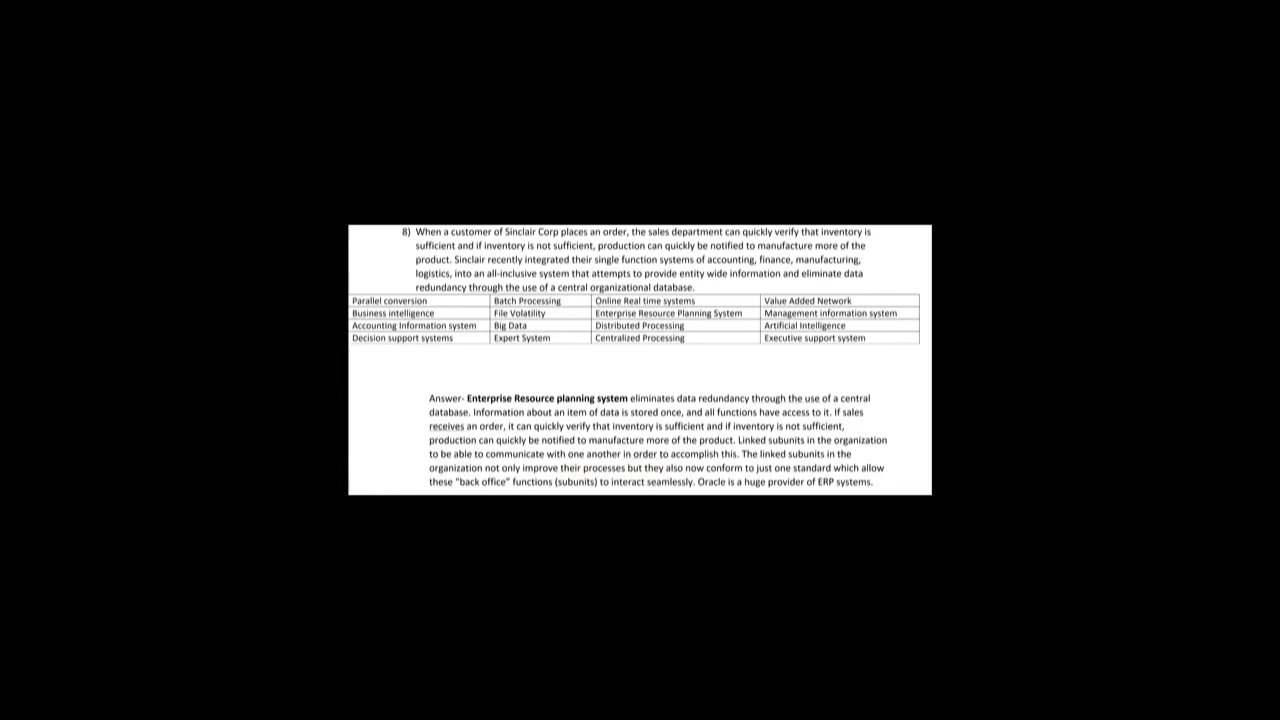 8) When a customer of Sinclair Corp places an order, the sales department can quickly verify that inventory is
sufficient and if inventory is not sufficient, production can quickly be notified to manufacture more of the
product. Sinclair recently integrated their single function systems of accounting, finance, manufacturing,
logistics, into an all-inclusive system that attempts to provide entity wide information and eliminate data
redundancy through the use of a central organizational database.
Parallel conversion Batch Processing Online Real time systems Value Added Network
Business intelligence File Volatility Enterprise Resource Planning System Management information system
Accounting Information system Big Data Distributed Processing Artificial Intelligence
Decision support systems Expert System Centralized Processing Executive support system
Answer- Enterprise Resource planning system eliminates data redundancy through the use of a central
database. Information about an item of data is stored once, and all functions have access to it. If sales
receives an order, it can quickly verify that inventory is sufficient and if inventory is not sufficient,
production can quickly be notified to manufacture more of the product. Linked subunits in the organization
to be able to communicate with one another in order to accomplish this. The linked subunits in the
organization not only improve their processes but they also now conform to just one standard which allow
these "back office" functions (subunits) to interact seamlessly. Oracle is a huge provider of ERP systems.